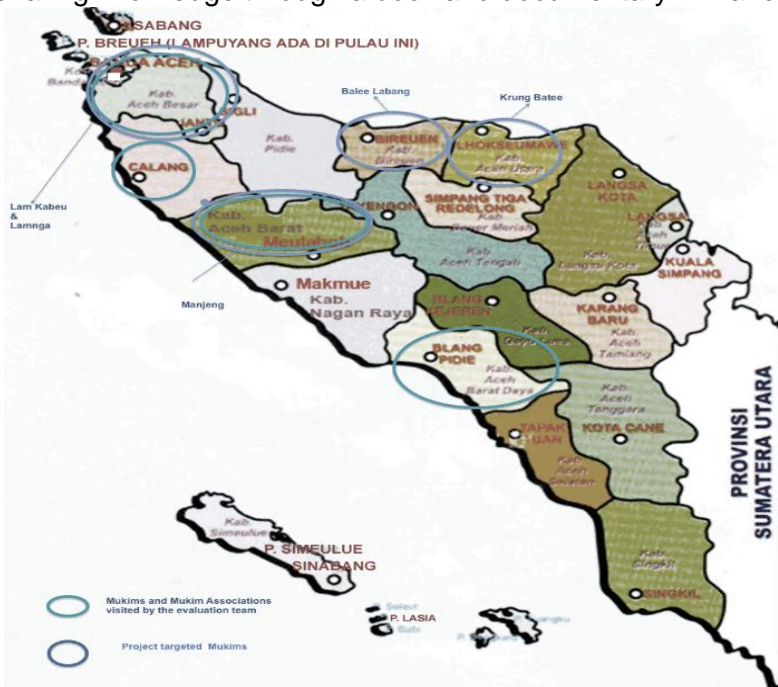 SABANG
P. BREUEH (LAMPUYANG ADA DI PULAU INI)
BANDA ACEH
Kab.
Aceh Besar
SIGLI
Balee Labang
Krung Batee
Kab.
Pidie
BIREUEN
Kab.
Bireuen
LHOKSEUMAWE
Kab.
Aceh Utara
CALANG
LANGSA
KOTA
SIMPANG TIGA
REDELONG
Kab.
Bener Meriah
Lam Kabeu
&
Lamnga
Kab.
Aceh Barat
Meulaboh
Kab.
Aceh Tengah
Kab.
Langsa Kota
LANGSA
Kab
Aceh
KUALA
SIMPANG
Manjeng
Makmue
Kab.
Nagan Raya
BLANG
KEJEREN
KARANG
BARU
Kab.
Aceh
Tamiang
BLANG
PIDIE
Kab.
Aceh
Barat Daya
Kab.
Aceh
Tenggara
KOTA CANE
TAPAK
TUAN
Kab.
Aceh
Selatan
PROVINSI
SUMATERA UTARA
Kab.
Simeulue
P. SIMEULUE
SINABANG
Kab.
Singkil
SINGKIL
P. LASIA
Mukims and Mukim Associations
visited by the evaluation team
Project targeted Mukims